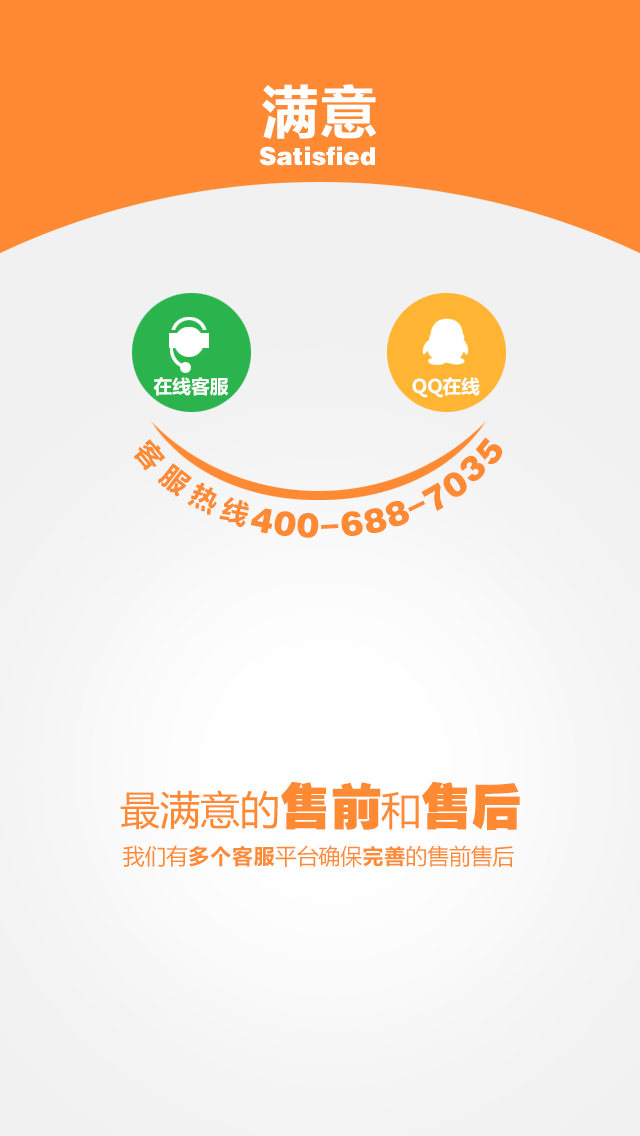 满意
Satisfied
在线客服
QQ在线
客服热线400-688-7035
最满意的售前和售后
我们有多个客服平台确保完善的售前售后